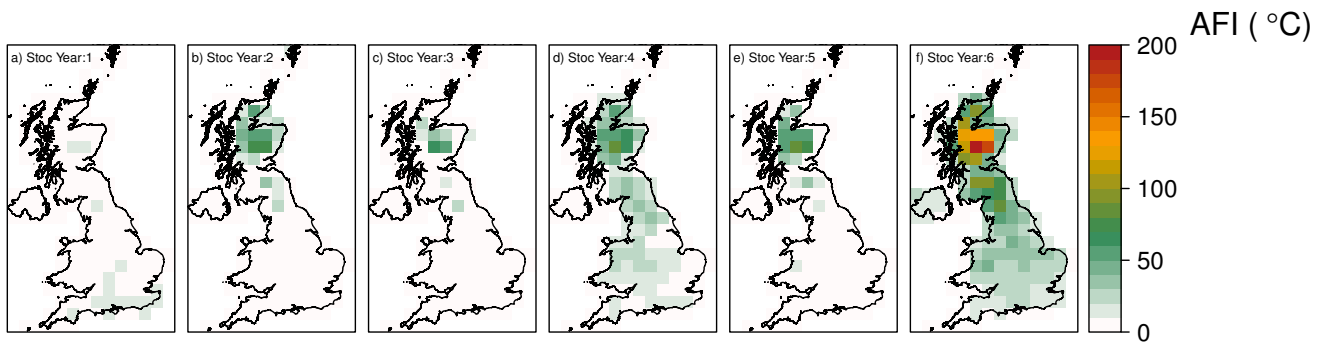 AFI ( °C)
a) Stoc Year:1
b) Stoc Year:2
c) Stoc Year:3
d) Stoc Year:4
e) Stoc Year:5
f) Stoc Year:6
200
150
100
50
0